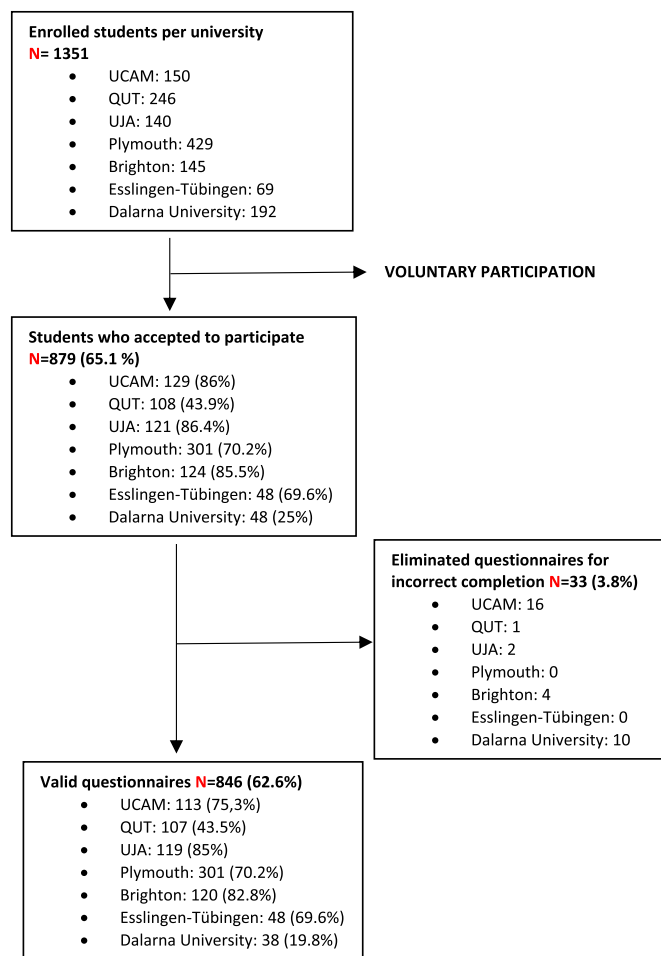 Enrolled students per university
N= 1351
• UCAM: 150
• QUT: 246
• UJA: 140
• Plymouth: 429
• Brighton: 145
• Esslingen-Tübingen: 69
• Dalarna University: 192
VOLUNTARY PARTICIPATION
Students who accepted to participate
N=879 (65.1 %)
• UCAM: 129 (86%)
• QUT: 108 (43.9%)
• UJA: 121 (86.4%)
• Plymouth: 301 (70.2%)
• Brighton: 124 (85.5%)
• Esslingen-Tübingen: 48 (69.6%)
• Dalarna University: 48 (25%)
Eliminated questionnaires for
incorrect completion N=33 (3.8%)
• UCAM: 16
• QUT: 1
• UJA: 2
• Plymouth: 0
• Brighton: 4
• Esslingen-Tübingen: 0
• Dalarna University: 10
Valid questionnaires N=846 (62.6%)
• UCAM: 113 (75,3%)
• QUT: 107 (43.5%)
• UJA: 119 (85%)
• Plymouth: 301 (70.2%)
• Brighton: 120 (82.8%)
• Esslingen-Tübingen: 48 (69.6%)
• Dalarna University: 38 (19.8%)